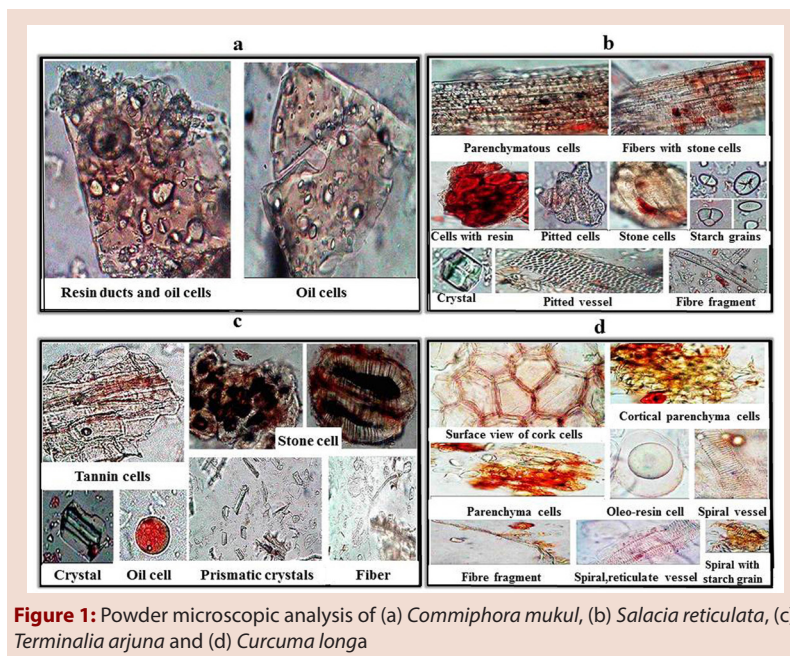 a
Resin ducts and oil cells
Oil cells
b
Parenchymatous cells
Fibers with stone cells
Cells with resin
Pitted cells
Stone cells
Starch grains
Crystal
Pitted vessel
Fibre fragment
c
Stone cell
Tannin cells
Crystal
Oil cell
Prismatic crystals
Fiber
d
Surface view of cork cells
Cortical parenchyma cells
Parenchyma cells
Oleo-resin cell
Spiral vessel
Fibre fragment
Spiral,reticulate vessel
Spiral with
starch grain
Figure 1: Powder microscopic analysis of (a) Commiphora mukul, (b) Salacia reticulata, (c)
Terminalia arjuna and (d) Curcuma longa